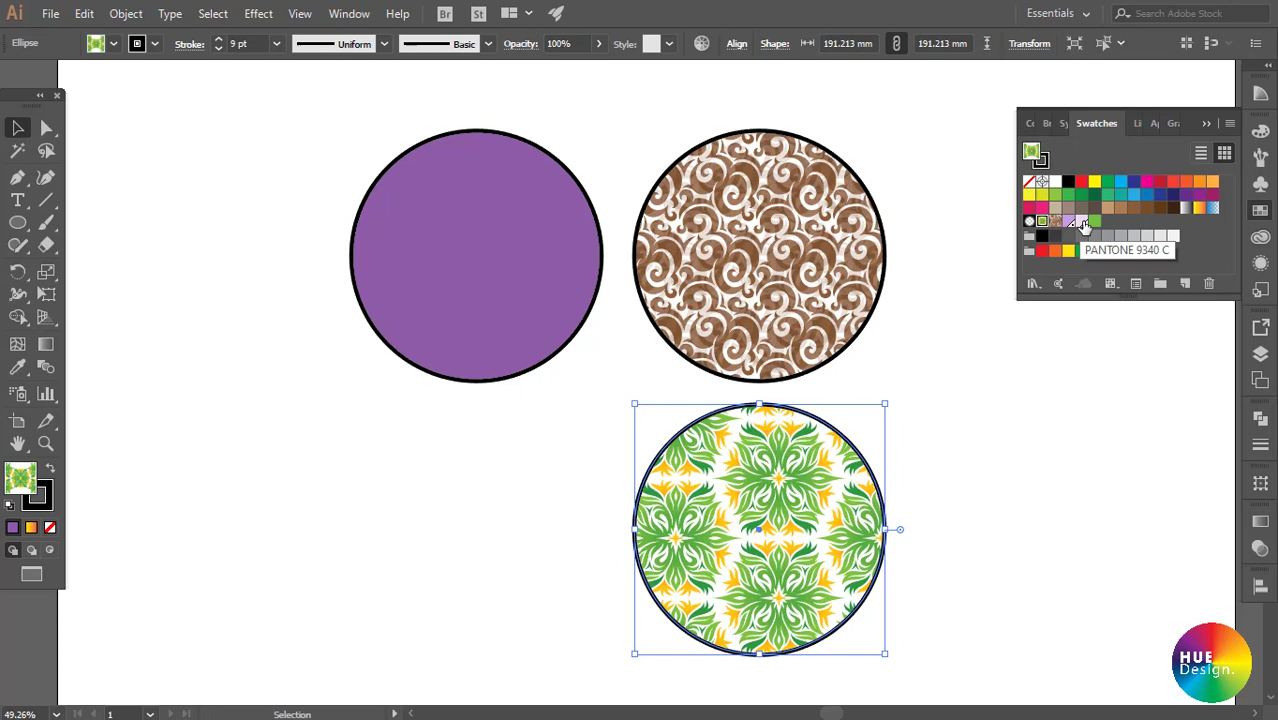 Ai File Edit Object Type Select Effect View Window Help Br St Essentials Search Adobe Stock
Ellipse Stroke: 9 pt Uniform Basic Opacity: 100% Style: Align Shape: 191.213 mm 191.213 mm Transform
Swatches
PANTONE 9340 C
T
HUE
Design.
49.26% 1 Selection